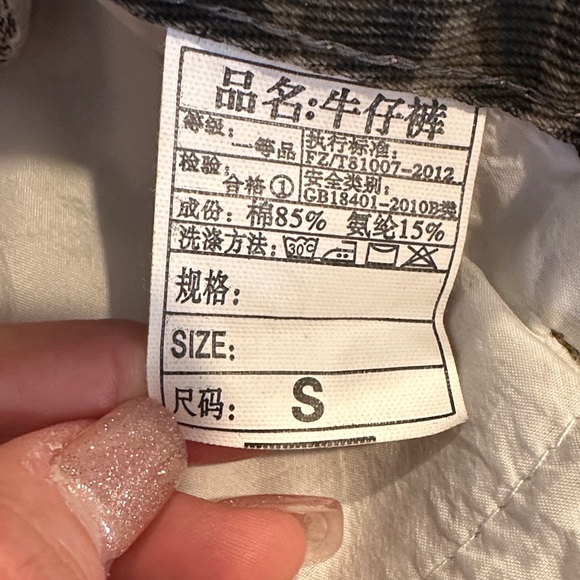 品名:牛仔裤
等级:
一等品
执行标准:
FZ/T81007-2012
检验:
合格①
安全类别:
GB18401-2010B类
成份: 棉85% 氨纶15%
洗涤方法: 30°C
规格:
SIZE:
尺码: S